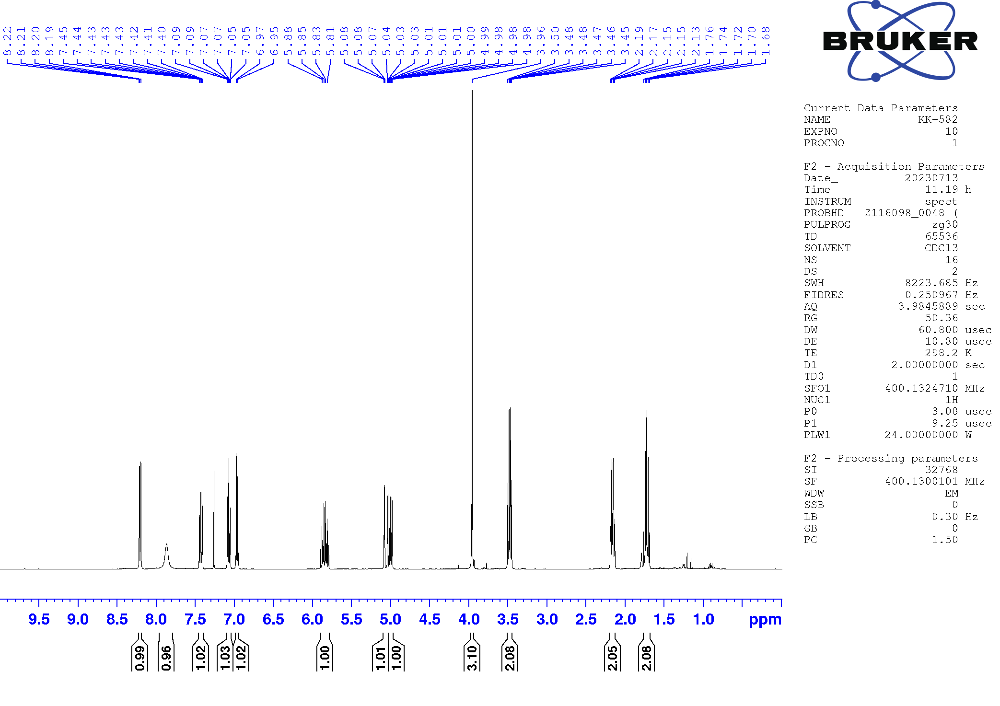 8.22
8.21
8.20
8.19
7.45
7.44
7.43
7.43
7.43
7.42
7.41
7.40
7.09
7.09
7.07
7.07
7.05
7.05
6.97
6.95
5.88
5.85
5.83
5.81
5.08
5.08
5.07
5.04
5.03
5.03
5.01
5.01
5.01
5.00
4.99
4.98
4.98
4.98
3.96
3.50
3.48
3.48
3.47
3.46
3.45
2.19
2.17
2.15
2.15
2.13
1.76
1.74
1.72
1.70
1.68
BRUKER
Current Data Parameters
NAME KK-582
EXPNO 10
PROCNO 1
F2 - Acquisition Parameters
Date_ 20230713
Time 11.19 h
INSTRUM spect
PROBHD Z116098_0048 (
PULPROG zg30
TD 65536
SOLVENT CDCl3
NS 16
DS 2
SWH 8223.685 Hz
FIDRES 0.250967 Hz
AQ 3.9845889 sec
RG 50.36
DW 60.800 usec
DE 10.80 usec
TE 298.2 K
D1 2.00000000 sec
TD0 1
SFO1 400.1324710 MHz
NUC1 1H
P0 3.08 usec
P1 9.25 usec
PLW1 24.00000000 W
F2 - Processing parameters
SI 32768
SF 400.1300101 MHz
WDW EM
SSB 0
LB 0.30 Hz
GB 0
PC 1.50
9.5 9.0 8.5 8.0 7.5 7.0 6.5 6.0 5.5 5.0 4.5 4.0 3.5 3.0 2.5 2.0 1.5 1.0 ppm
0.99
0.96
1.02
1.03
1.02
1.00
1.01
1.00
3.10
2.08
2.05
2.08